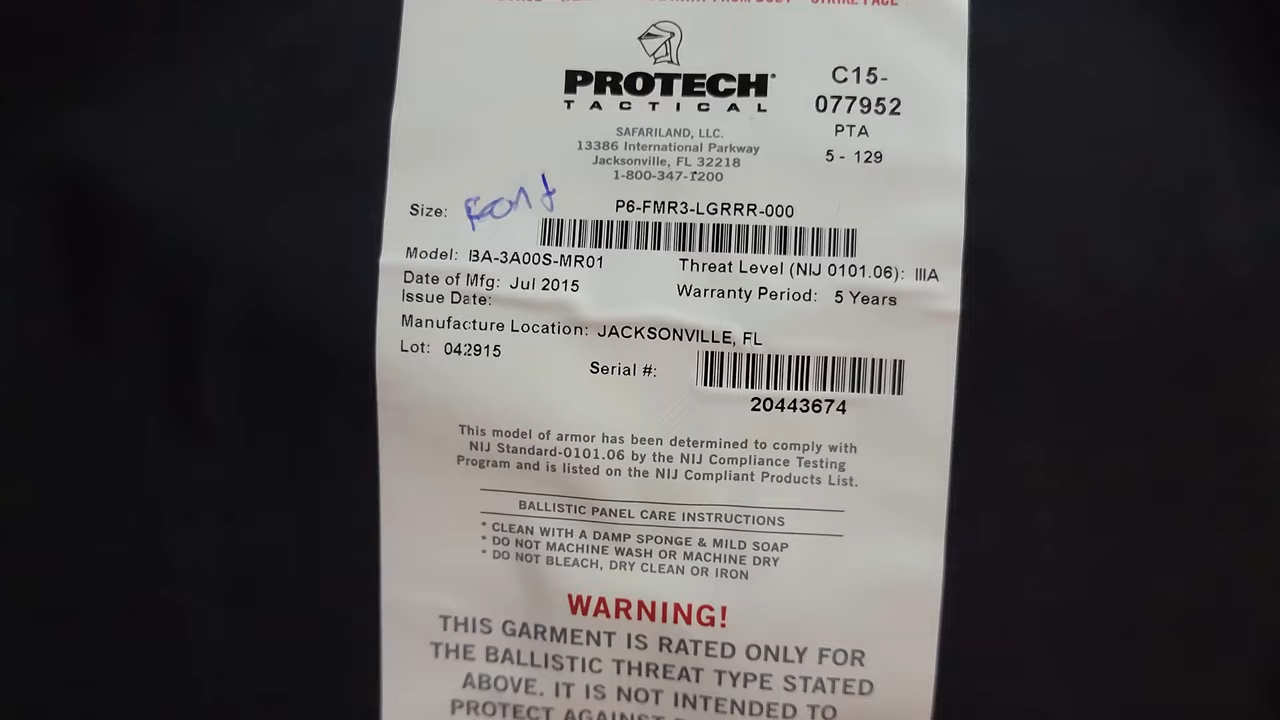 STRIKE FACE
PROTECH®
TACTICAL
C15-
077952
PTA
5 - 129
SAFARILAND, LLC.
13386 International Parkway
Jacksonville, FL 32218
1-800-347-1200
Size: Front
P6-FMR3-LGRRR-000
Model: BA-3A00S-MR01
Threat Level (NIJ 0101.06): IIIA
Date of Mfg: Jul 2015
Warranty Period: 5 Years
Issue Date:
Manufacture Location: JACKSONVILLE, FL
Lot: 042915
Serial #:
20443674
This model of armor has been determined to comply with
NIJ Standard-0101.06 by the NIJ Compliance Testing
Program and is listed on the NIJ Compliant Products List.
BALLISTIC PANEL CARE INSTRUCTIONS
* CLEAN WITH A DAMP SPONGE & MILD SOAP
* DO NOT MACHINE WASH OR MACHINE DRY
* DO NOT BLEACH, DRY CLEAN OR IRON
WARNING!
THIS GARMENT IS RATED ONLY FOR
THE BALLISTIC THREAT TYPE STATED
ABOVE. IT IS NOT INTENDED TO
PROTECT AGAINST